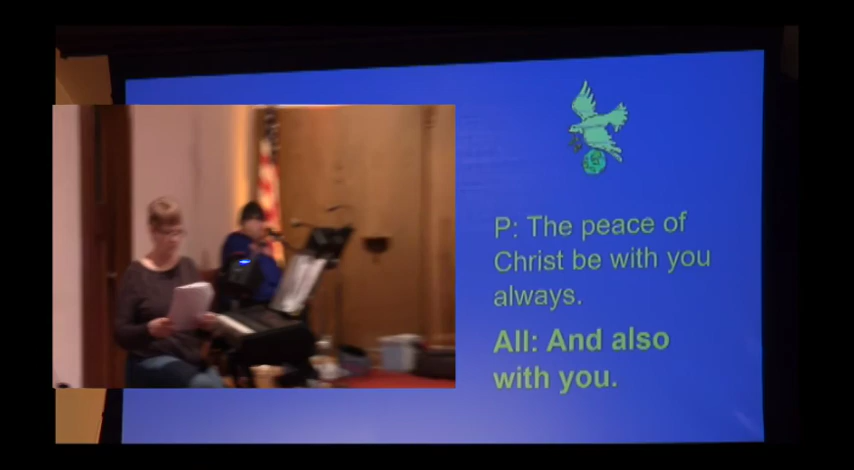 P: The peace of
Christ be with you
always.
All: And also
with you.